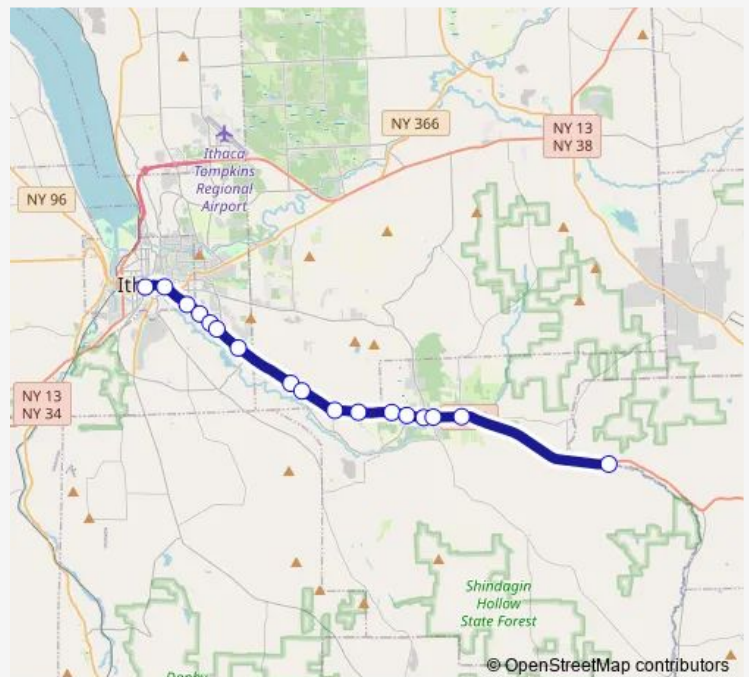 NY 366
NY 13
NY 38
Ithaca
Tompkins
Regional
Airport
NY 96
Ith
NY 13
NY 34
Shindagin
Hollow
State Forest
Danby
© OpenStreetMap contributors